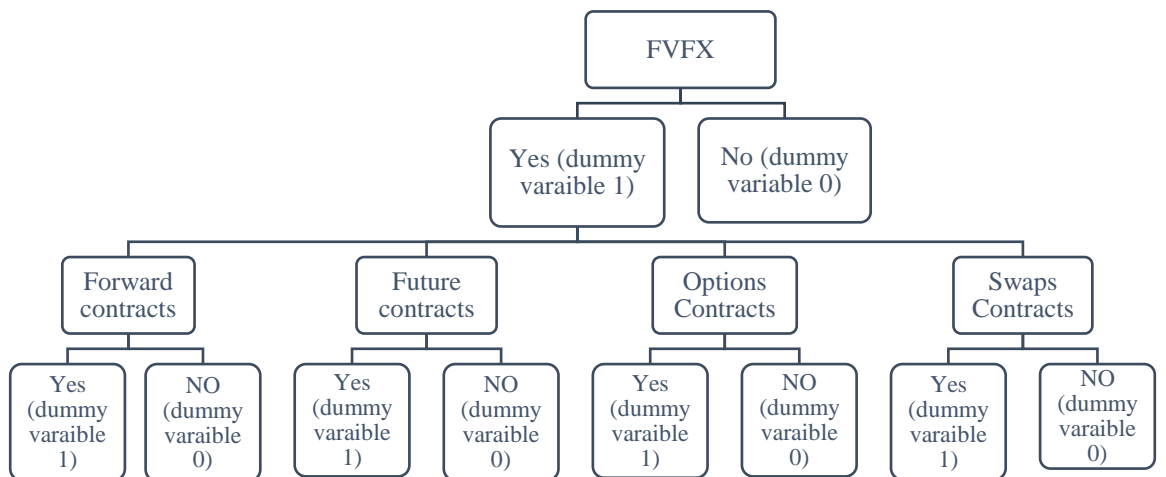 FVFX
Yes (dummy
varaible 1)
No (dummy
variable 0)
Forward
contracts
Future
contracts
Options
Contracts
Swaps
Contracts
Yes
(dummy
varaible
1)
NO
(dummy
varaible
0)
Yes
(dummy
varaible
1)
NO
(dummy
varaible
0)
Yes
(dummy
varaible
1)
NO
(dummy
varaible
0)
Yes
(dummy
varaible
1)
NO
(dummy
varaible
0)